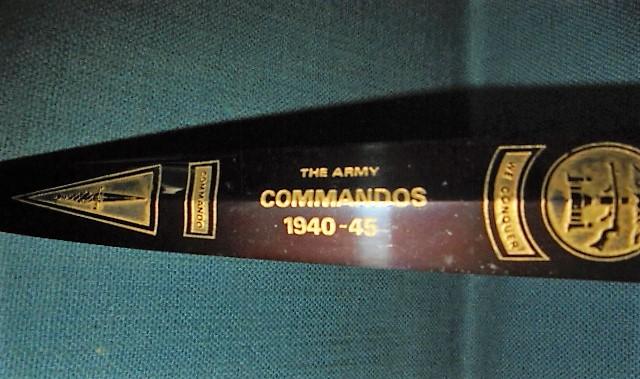 COMMANDO
THE ARMY
COMMANDOS
1940-45
WE CONQUER